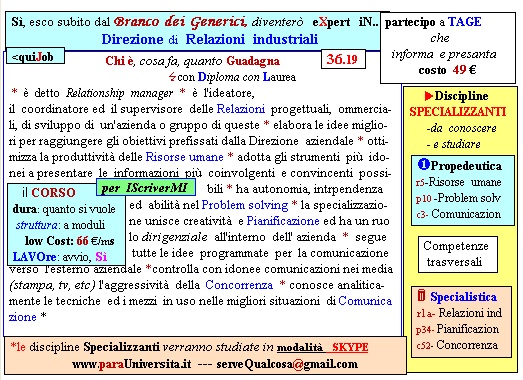 Sì, esco subito dal Branco dei Generici, diventerò eXpert iN..
Direzione di Relazioni industriali
partecipo a TAGE
che
informa e presanta
costo 49 €
<quiJob
Chi è, cosa fa, quanto Guadagna
con Diploma con Laurea
36.19
* è detto Relationship manager * è l'ideatore,
il coordinatore ed il supervisore delle Relazioni progettuali, ommercia-
li, di sviluppo di un'azienda o gruppo di queste * elabora le idee miglio-
ri per raggiungere gli obiettivi prefissati dalla Direzione aziendale * otti-
mizza la produttività delle Risorse umane * adotta gli strumenti più ido-
nei a presentare le informazioni più coinvolgenti e convincenti possi-
bili * ha autonomia, intrpendenza
ed abilità nel Problem solving * la specializzazio-
ne unisce creatività e Pianificazione ed ha un ruo
lo dirigenziale all'interno dell' azienda * segue
tutte le idee programmate per la comunicazione
verso l'esterno aziendale *controlla con idonee comunicazioni nei media
(stampa, tv, etc) l'aggressività della Concorrenza * conosce analitica-
mente le tecniche ed i mezzi in uso nelle migliori situazioni di Comunica
zione *
il CORSO
dura: quanto si vuole
struttura: a moduli
low Cost: 66 €/ms
LAVOre: avvio, Sì
per IScriverMI
Discipline
SPECIALIZZANTI
-da conoscere
- e studiare
1Propedeutica
r5-Risorse umane
p10 -Problem solv
c3- Comunicazion
Competenze
trasversali
Specialistica
r1a- Relazioni ind
p34- Pianificazion
c52- Concorrenza
*le discipline Specializzanti verranno studiate in modalità SKYPE
www.paraUniversita.it --- serveQualcosa@gmail.com